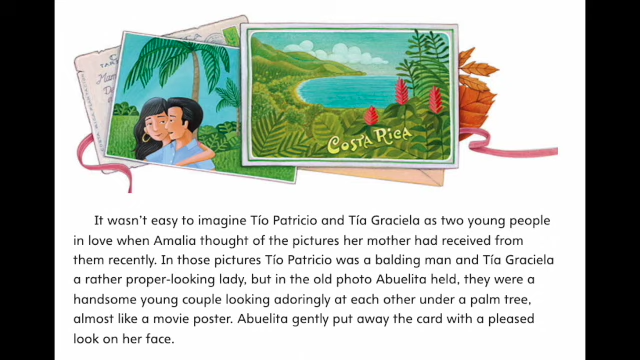 COSTA RICA
It wasn't easy to imagine Tío Patricio and Tía Graciela as two young people
in love when Amalia thought of the pictures her mother had received from
them recently. In those pictures Tío Patricio was a balding man and Tía Graciela
a rather proper-looking lady, but in the old photo Abuelita held, they were a
handsome young couple looking adoringly at each other under a palm tree,
almost like a movie poster. Abuelita gently put away the card with a pleased
look on her face.